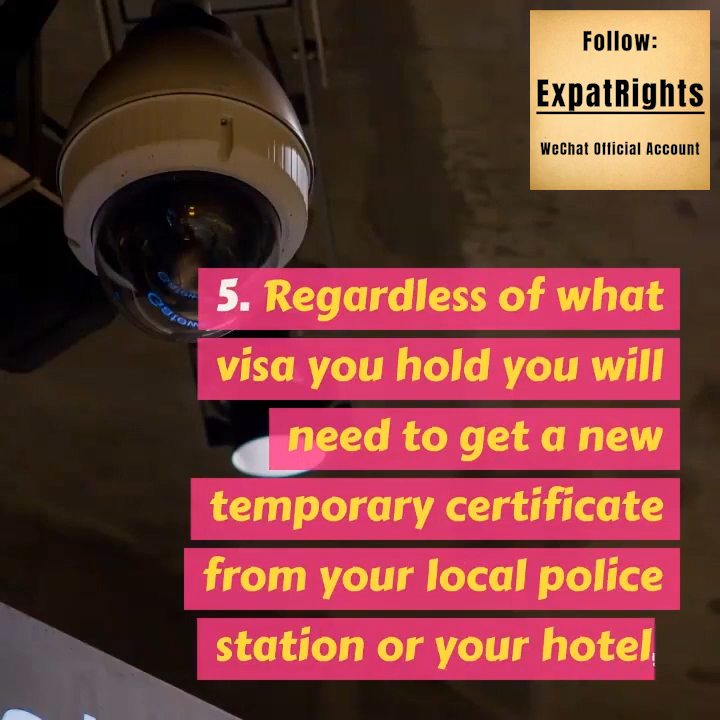 Follow:
ExpatRights
WeChat Official Account
5. Regardless of what
visa you hold you will
need to get a new
temporary certificate
from your local police
station or your hotel